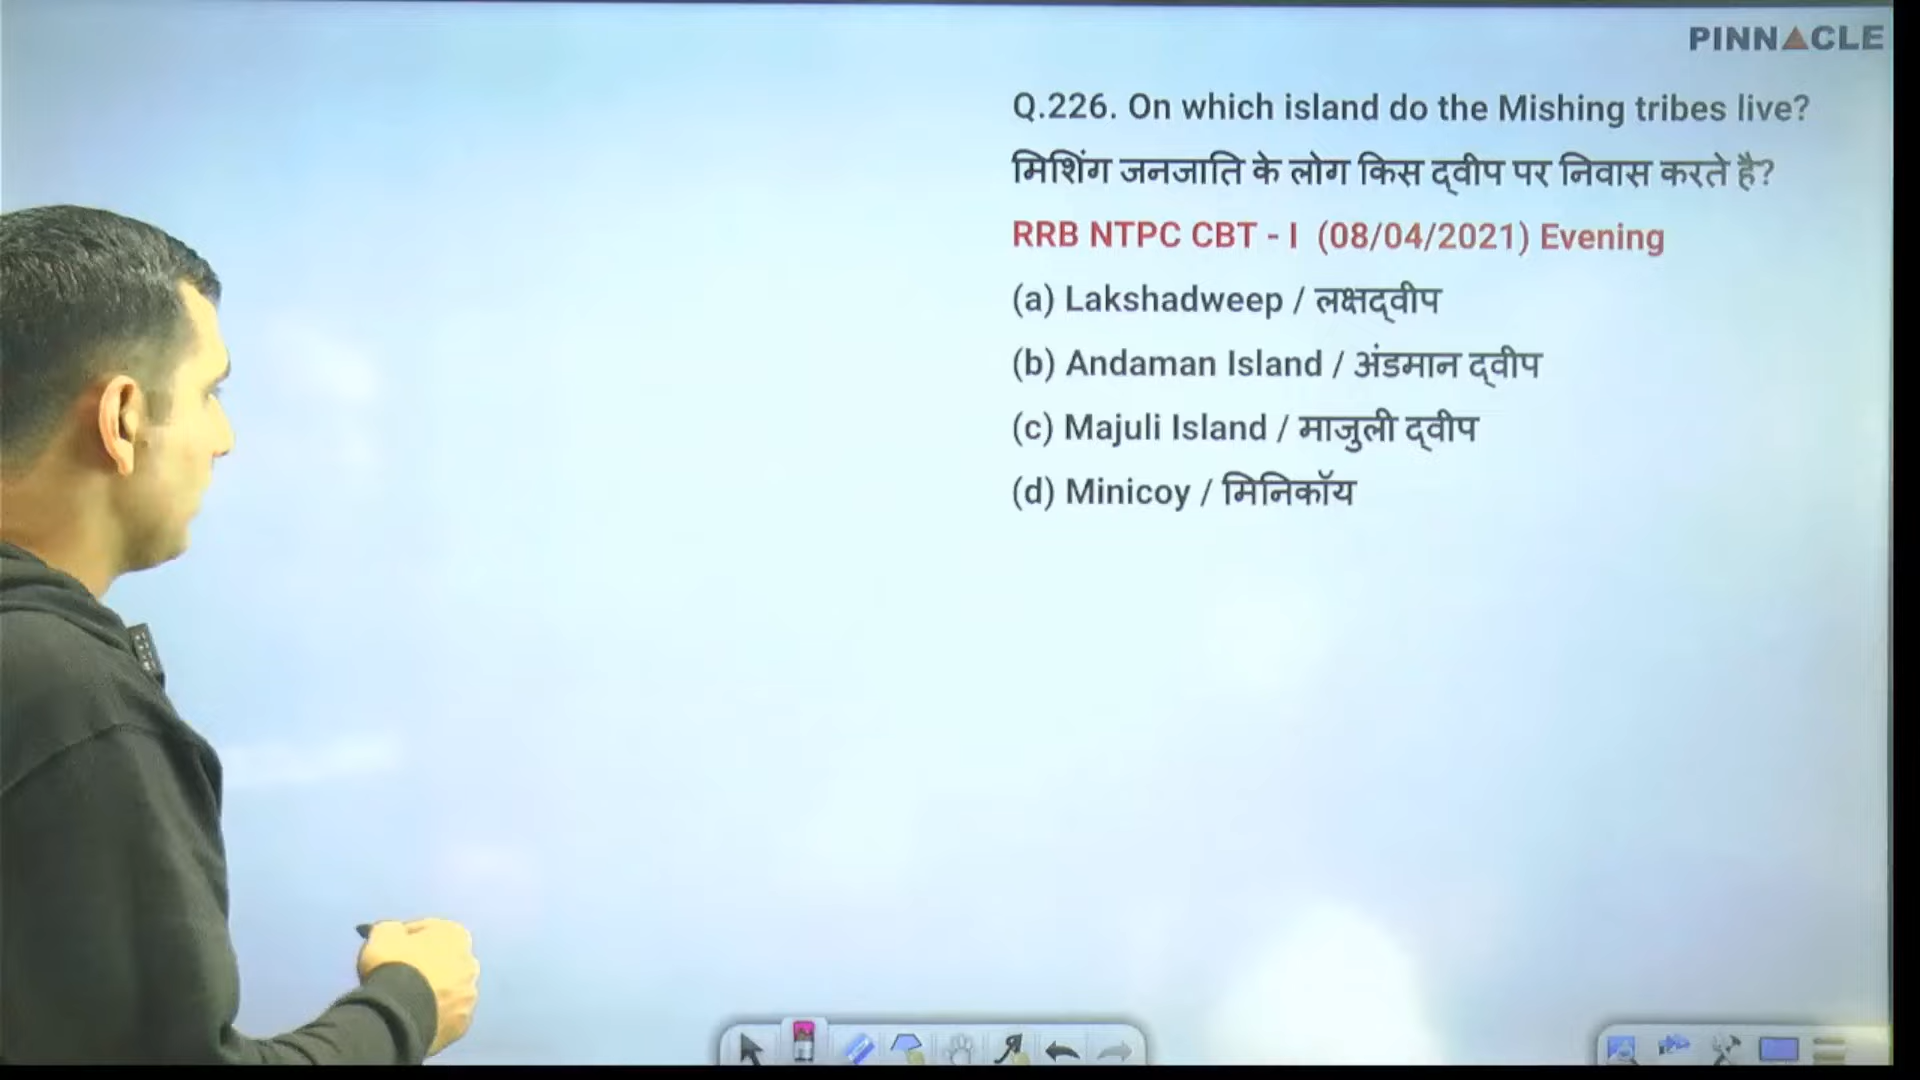 PINNACLE
Q.226. On which island do the Mishing tribes live?
मिशिंग जनजाति के लोग किस द्वीप पर निवास करते है?
RRB NTPC CBT - I (08/04/2021) Evening
(a) Lakshadweep / लक्षद्वीप
(b) Andaman Island / अंडमान द्वीप
(c) Majuli Island / माजुली द्वीप
(d) Minicoy / मिनिकॉय